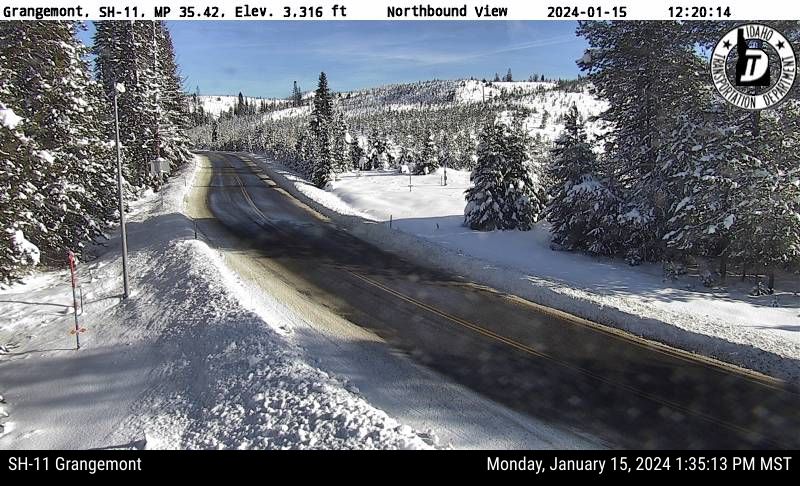 Grangemont, SH-11, MP 35.42, Elev. 3,316 ft Northbound View 2024-01-15 12:20:14
IDAHO
TRANSPORTATION DEPARTMENT
SH-11 Grangemont Monday, January 15, 2024 1:35:13 PM MST